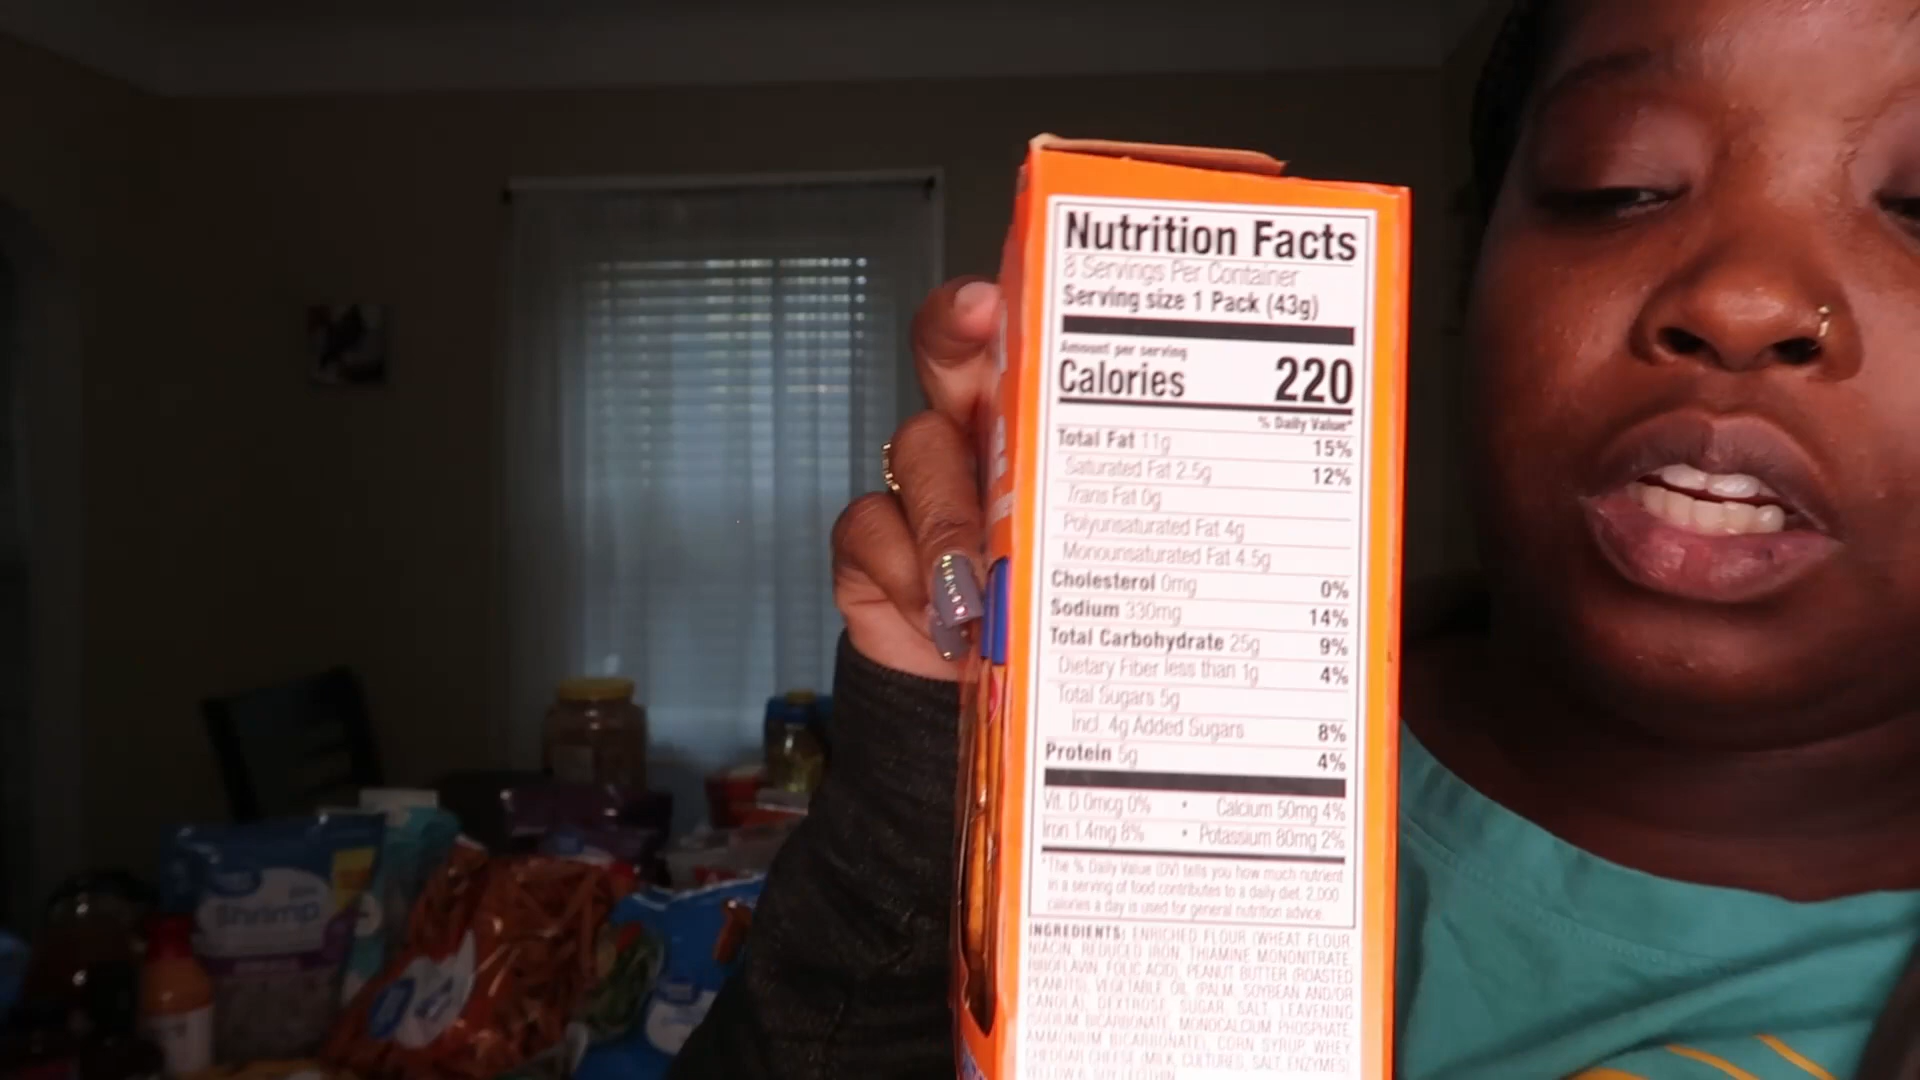 Nutrition Facts
8 Servings Per Container
Serving size 1 Pack (43g)
Amount per serving
Calories 220
% Daily Value*
Total Fat 11g 15%
Saturated Fat 2.5g 12%
Trans Fat 0g
Polyunsaturated Fat 4g
Monounsaturated Fat 4.5g
Cholesterol 0mg 0%
Sodium 330mg 14%
Total Carbohydrate 25g 9%
Dietary Fiber less than 1g 4%
Total Sugars 5g
Incl. 4g Added Sugars 8%
Protein 5g 4%
Vit. D 0mcg 0% • Calcium 50mg 4%
Iron 1.4mg 8% • Potassium 80mg 2%
*The % Daily Value (DV) tells you how much nutrient
in a serving of food contributes to a daily diet. 2,000
calories a day is used for general nutrition advice.
INGREDIENTS: ENRICHED FLOUR (WHEAT FLOUR,
NIACIN, REDUCED IRON, THIAMINE MONONITRATE,
RIBOFLAVIN, FOLIC ACID), PEANUT BUTTER (ROASTED
PEANUTS), VEGETABLE OIL (PALM, SOYBEAN AND/OR
CANOLA), DEXTROSE, SUGAR, SALT, LEAVENING
(SODIUM BICARBONATE, MONOCALCIUM PHOSPHATE,
AMMONIUM BICARBONATE), CORN SYRUP, WHEY,
CHEDDAR CHEESE (MILK, CULTURES, SALT, ENZYMES),
YELLOW 6, SOY LECITHIN
Shrimp